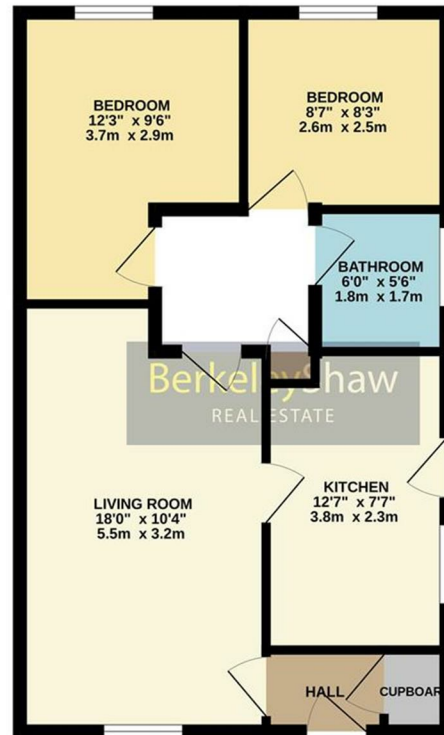 BEDROOM
12'3" x 9'6"
3.7m x 2.9m
BEDROOM
8'7" x 8'3"
2.6m x 2.5m
BATHROOM
6'0" x 5'6"
1.8m x 1.7m
BerkeleyShaw
REAL ESTATE
KITCHEN
12'7" x 7'7"
3.8m x 2.3m
LIVING ROOM
18'0" x 10'4"
5.5m x 3.2m
HALL
CUPBOAR